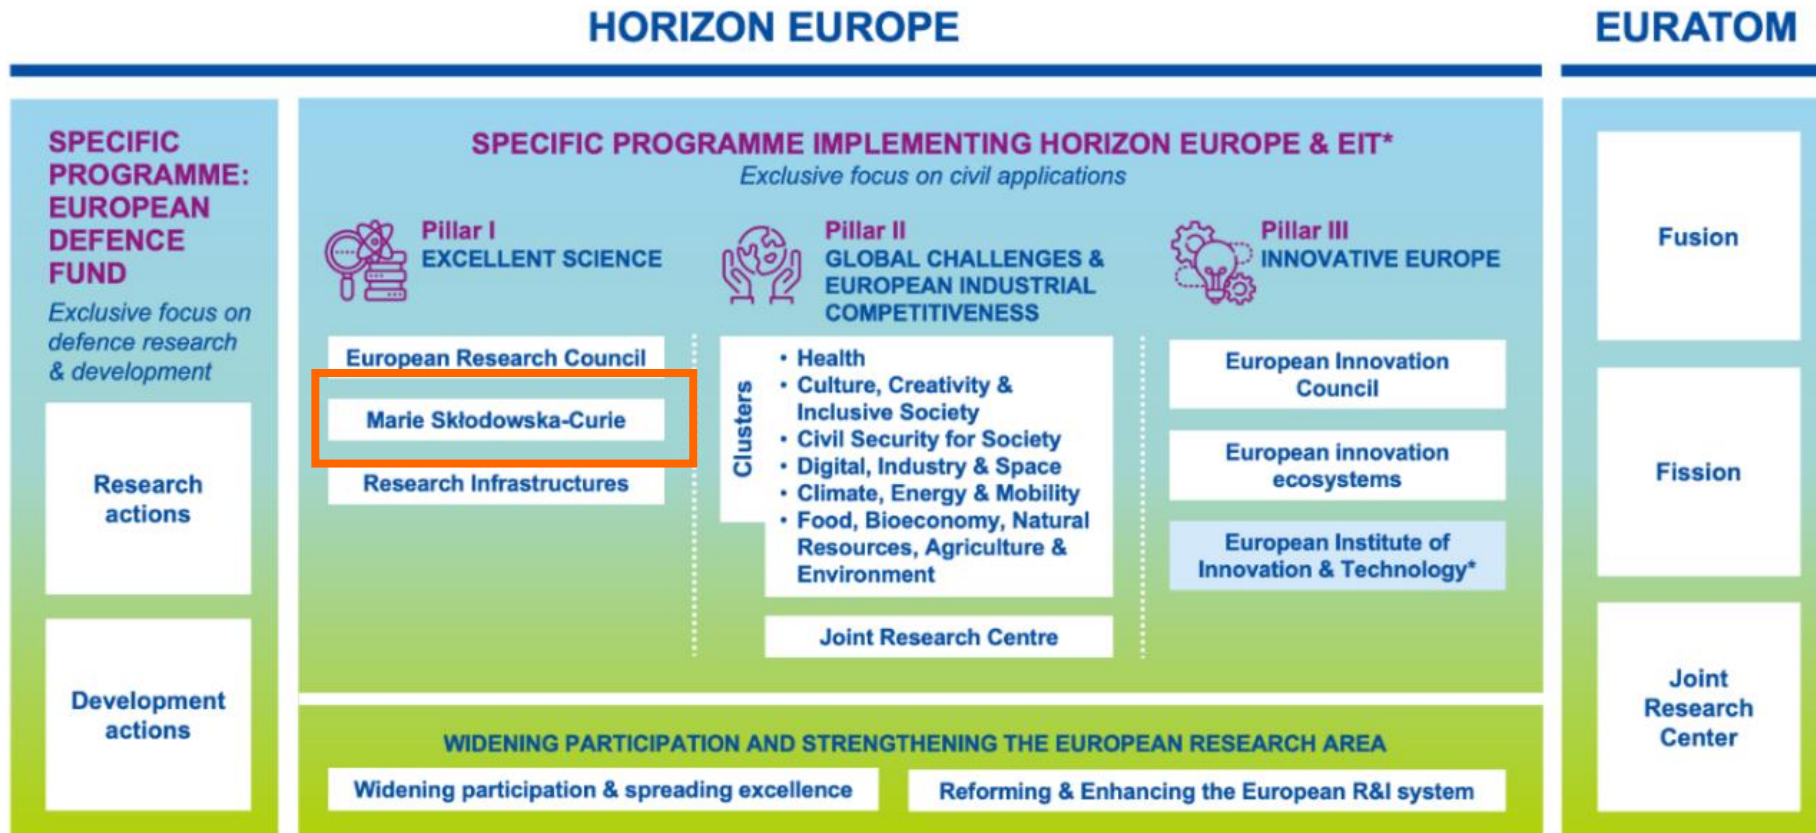 HORIZON EUROPE
EURATOM
SPECIFIC
PROGRAMME:
EUROPEAN
DEFENCE
FUND
Exclusive focus on
defence research
& development
Research
actions
Development
actions
SPECIFIC PROGRAMME IMPLEMENTING HORIZON EUROPE & EIT*
Exclusive focus on civil applications
Pillar I
EXCELLENT SCIENCE
European Research Council
Marie Skłodowska-Curie
Research Infrastructures
Pillar II
GLOBAL CHALLENGES &
EUROPEAN INDUSTRIAL
COMPETITIVENESS
Clusters
• Health
• Culture, Creativity &
Inclusive Society
• Civil Security for Society
• Digital, Industry & Space
• Climate, Energy & Mobility
• Food, Bioeconomy, Natural
Resources, Agriculture &
Environment
Joint Research Centre
Pillar III
INNOVATIVE EUROPE
European Innovation
Council
European innovation
ecosystems
European Institute of
Innovation & Technology*
WIDENING PARTICIPATION AND STRENGTHENING THE EUROPEAN RESEARCH AREA
Widening participation & spreading excellence
Reforming & Enhancing the European R&I system
Fusion
Fission
Joint
Research
Center